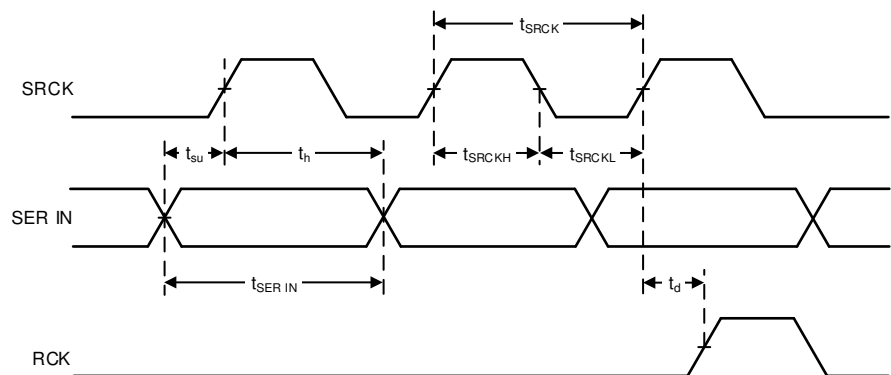 tSRCK
SRCK
tsu
th
tSRCKH
tSRCKL
SER IN
tSER IN
td
RCK